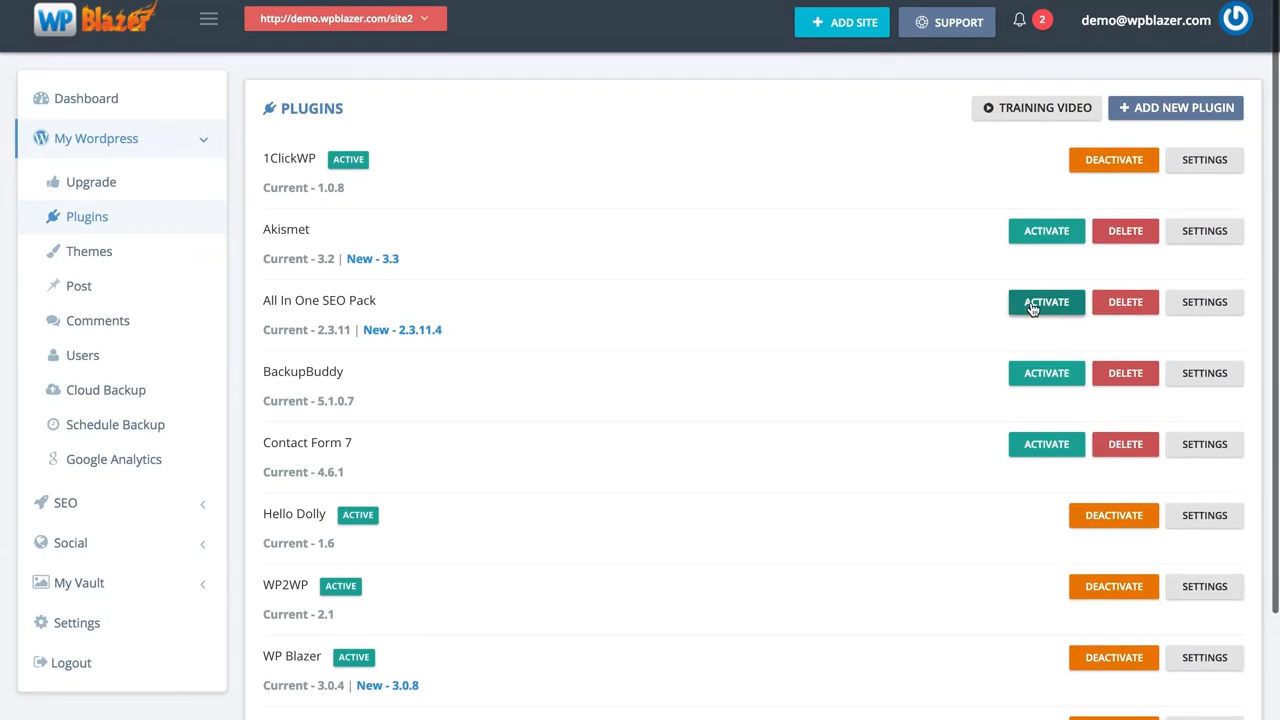 WP Blazer
http://demo.wpblazer.com/site2
ADD SITE
SUPPORT
2
demo@wpblazer.com
Dashboard
My Wordpress
Upgrade
Plugins
Themes
Post
Comments
Users
Cloud Backup
Schedule Backup
Google Analytics
SEO
Social
My Vault
Settings
Logout
PLUGINS
TRAINING VIDEO
ADD NEW PLUGIN
1ClickWP ACTIVE
DEACTIVATE SETTINGS
Current - 1.0.8
Akismet
ACTIVATE DELETE SETTINGS
Current - 3.2 | New - 3.3
All In One SEO Pack
ACTIVATE DELETE SETTINGS
Current - 2.3.11 | New - 2.3.11.4
BackupBuddy
ACTIVATE DELETE SETTINGS
Current - 5.1.0.7
Contact Form 7
ACTIVATE DELETE SETTINGS
Current - 4.6.1
Hello Dolly ACTIVE
DEACTIVATE SETTINGS
Current - 1.6
WP2WP ACTIVE
DEACTIVATE SETTINGS
Current - 2.1
WP Blazer ACTIVE
DEACTIVATE SETTINGS
Current - 3.0.4 | New - 3.0.8